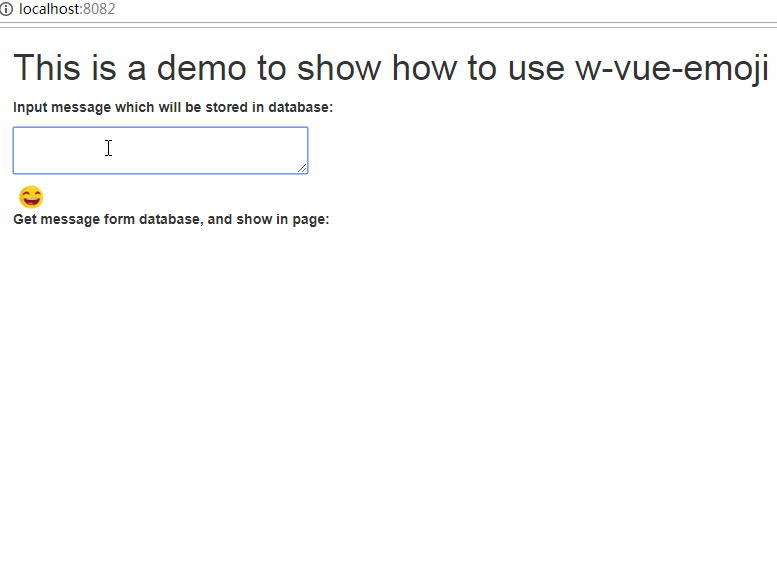 localhost:8082
This is a demo to show how to use w-vue-emoji
Input message which will be stored in database:
Get message form database, and show in page: